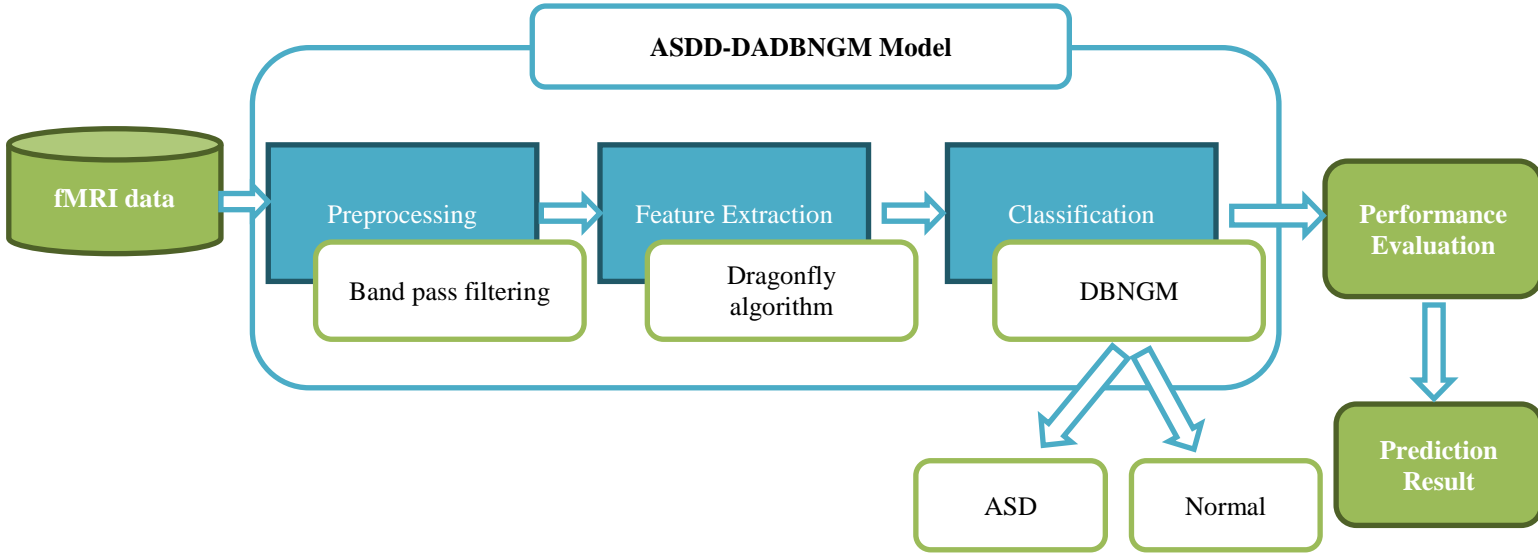 ASDD-DADBNGM Model
fMRI data
Preprocessing
Band pass filtering
Feature Extraction
Dragonfly
algorithm
Classification
DBNGM
Performance
Evaluation
ASD
Normal
Prediction
Result